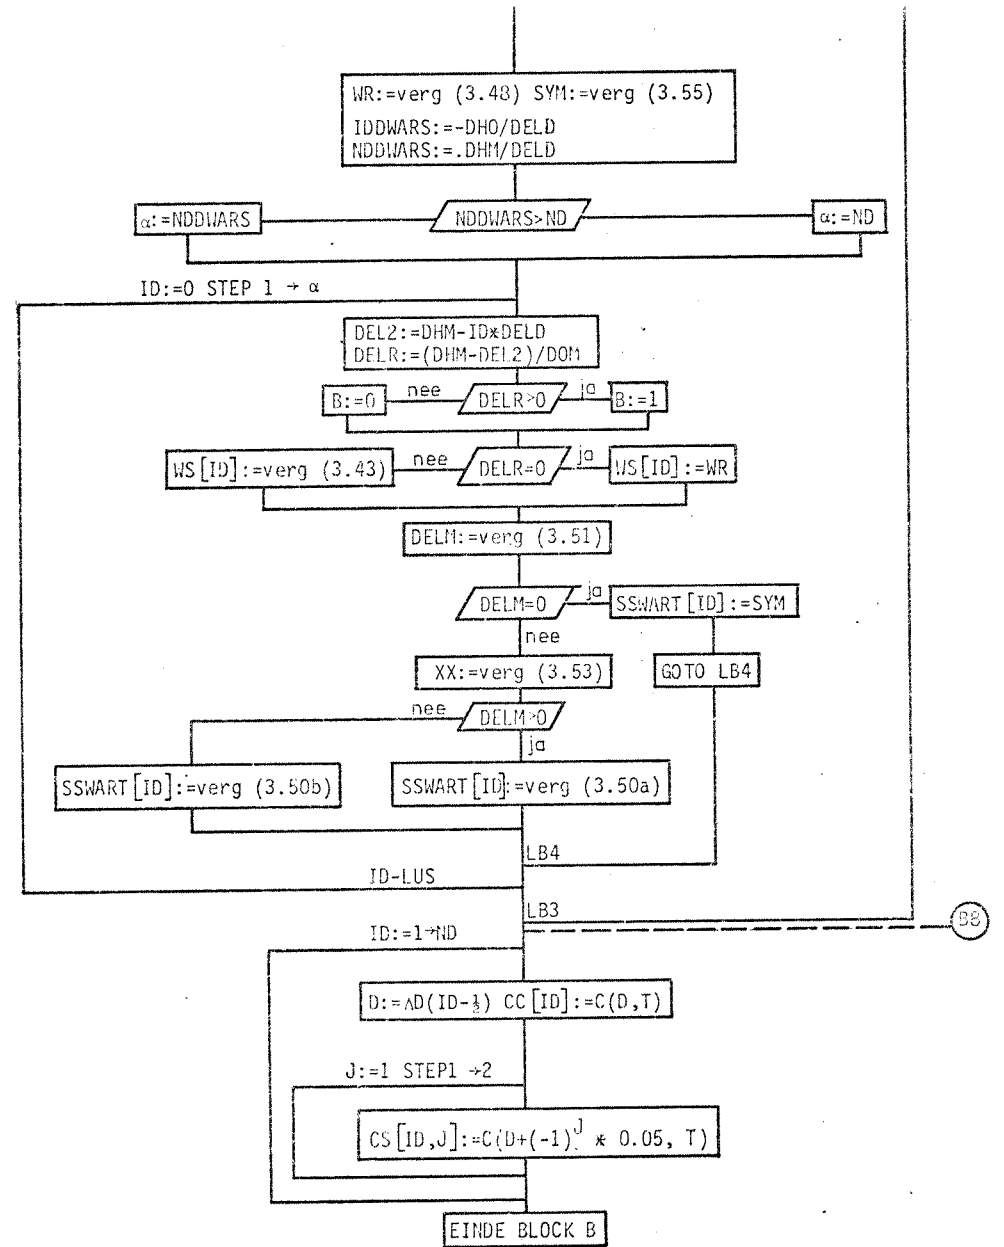 WR:=verg (3.48) SYM:=verg (3.55)
IDDWARS:=-DHO/DELD
NDDWARS:=.DHM/DELD
α:=NDDWARS
NDDWARS>ND
α:=ND
ID:=0 STEP 1 → α
DEL2:=DHM-ID*DELD
DELR:=(DHM-DEL2)/DOM
B:=0
nee
DELR>0
ja
B:=1
WS[ID]:=verg (3.43)
nee
DELR=0
ja
WS[ID]:=WR
DELM:=verg (3.51)
DELM=0
ja
SSWART[ID]:=SYM
nee
XX:=verg (3.53)
GOTO LB4
nee
DELM>0
ja
SSWART[ID]:=verg (3.50b)
SSWART[ID]:=verg (3.50a)
LB4
ID-LUS
LB3
B8
ID:=1→ND
D:=ΔD(ID-½) CC[ID]:=C(D,T)
J:=1 STEP1 →2
CS[ID,J]:=C(D+(-1)^J * 0.05, T)
EINDE BLOCK B